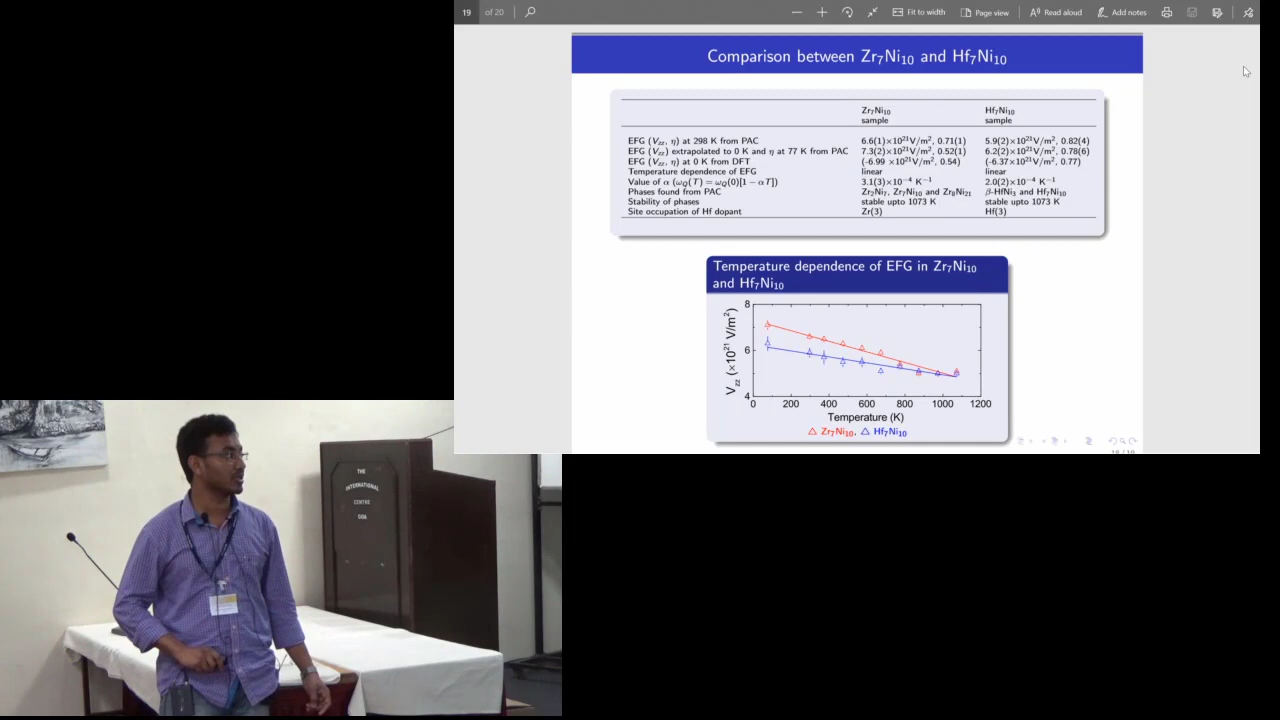 19 of 20 Fit to width Page view Read aloud Add notes
Comparison between Zr₇Ni₁₀ and Hf₇Ni₁₀
Zr₇Ni₁₀ sample Hf₇Ni₁₀ sample
EFG (V_zz, η) at 298 K from PAC 6.6(1)×10²¹V/m², 0.71(1) 5.9(2)×10²¹V/m², 0.82(4)
EFG (V_zz) extrapolated to 0 K and η at 77 K from PAC 7.3(2)×10²¹V/m², 0.52(1) 6.2(2)×10²¹V/m², 0.78(6)
EFG (V_zz, η) at 0 K from DFT (-6.99 ×10²¹V/m², 0.54) (-6.37×10²¹V/m², 0.77)
Temperature dependence of EFG linear linear
Value of α (ω_Q(T) = ω_Q(0)[1 − αT]) 3.1(3)×10⁻⁴ K⁻¹ 2.0(2)×10⁻⁴ K⁻¹
Phases found from PAC Zr₂Ni₇, Zr₇Ni₁₀ and Zr₈Ni₂₁ β-HfNi₃ and Hf₇Ni₁₀
Stability of phases stable upto 1073 K stable upto 1073 K
Site occupation of Hf dopant Zr(3) Hf(3)
Temperature dependence of EFG in Zr₇Ni₁₀
and Hf₇Ni₁₀
V_zz (×10²¹ V/m²)
8
6
4
0 200 400 600 800 1000 1200
Temperature (K)
△ Zr₇Ni₁₀, △ Hf₇Ni₁₀
THE
INTERNATIONAL
CENTRE
GOA